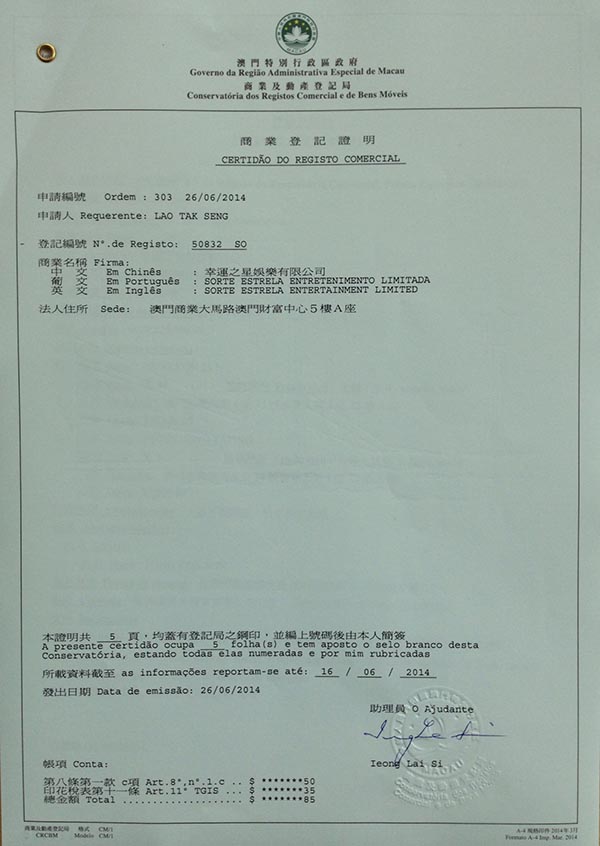 澳門特別行政區政府
Governo da Região Administrativa Especial de Macau
商業及動產登記局
Conservatória dos Registos Comercial e de Bens Móveis
商業登記證明
CERTIDÃO DO REGISTO COMERCIAL
申請編號 Ordem : 303 26/06/2014
申請人 Requerente: LAO TAK SENG
- 登記編號 Nº.de Registo: 50832 SO
商業名稱 Firma:
中 文 Em Chinês : 幸運之星娛樂有限公司
葡 文 Em Português : SORTE ESTRELA ENTRETENIMENTO LIMITADA
英 文 Em Inglês : SORTE ESTRELA ENTERTAINMENT LIMITED
法人住所 Sede: 澳門商業大馬路澳門財富中心5樓A座
本證明共 5 頁，均蓋有登記局之鋼印，並編上號碼後由本人簡簽
A presente certidão ocupa 5 folha(s) e tem aposto o selo branco desta
Conservatória, estando todas elas numeradas e por mim rubricadas
所載資料截至 as informações reportam-se até: 16 / 06 / 2014
發出日期 Data de emissão: 26/06/2014
助理員 O Ajudante
Ieong Lai Si
帳項 Conta:
第八條第一款 c項 Art.8°,n°.1.c .. $ *******50
印花稅表第十一條 Art.11° TGIS .. $ *******35
總金額 Total .................... $ *******85
商業及動產登記局 格式 CM/1
CRCBM Modelo CM/1
A-4 規格印件 2014年3月
Formato A-4 Imp. Mar. 2014